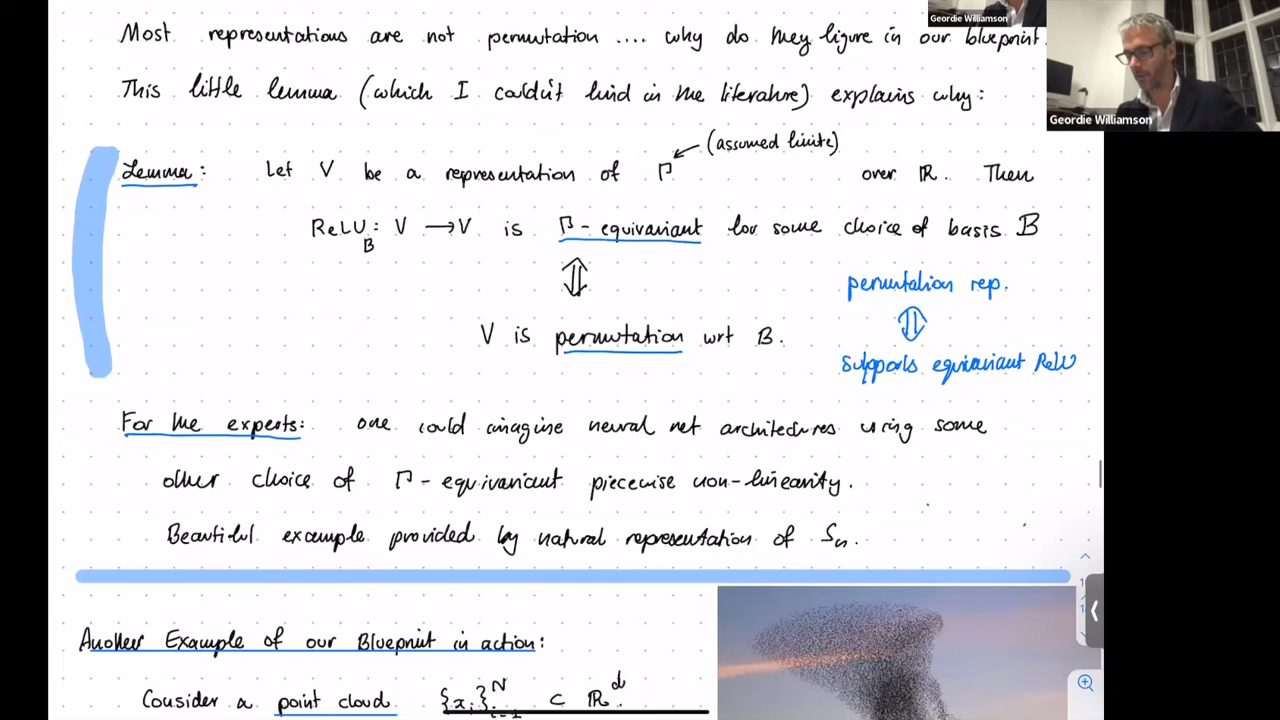 Most representations are not permutation .... why do they figure in our blueprint.
This little lemma (which I couldn't find in the literature) explains why:
(assumed finite)
Lemma: Let V be a representation of Γ over ℝ. Then
ReLU_B : V → V is Γ-equivariant for some choice of basis B
⇕
V is permutation wrt B.
permutation rep.
⇕
supports equivariant ReLU
For the experts: one could imagine neural net architectures using some
other choice of Γ-equivariant piecewise non-linearity.
Beautiful example provided by natural representation of Sₙ.
Another Example of our Blueprint in action:
Consider a point cloud {x_i}_{i=1}^N ⊂ ℝ^d.
Geordie Williamson
Geordie Williamson